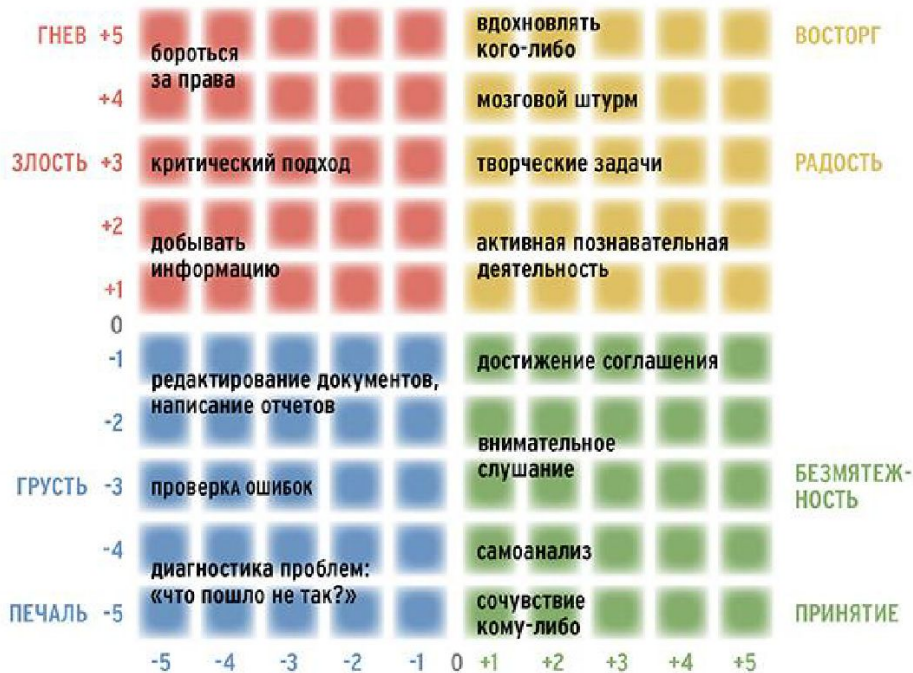 ГНЕВ +5
бороться
за права
вдохновлять
кого-либо
ВОСТОРГ
+4
мозговой штурм
ЗЛОСТЬ +3
критический подход
творческие задачи
РАДОСТЬ
+2
добывать
информацию
активная познавательная
деятельность
+1
0
-1
редактирование документов,
написание отчетов
достижение соглашения
-2
внимательное
слушание
ГРУСТЬ -3
проверка ошибок
БЕЗМЯТЕЖ-
НОСТЬ
-4
самоанализ
диагностика проблем:
«что пошло не так?»
ПЕЧАЛЬ -5
сочувствие
кому-либо
ПРИНЯТИЕ
-5 -4 -3 -2 -1 0 +1 +2 +3 +4 +5